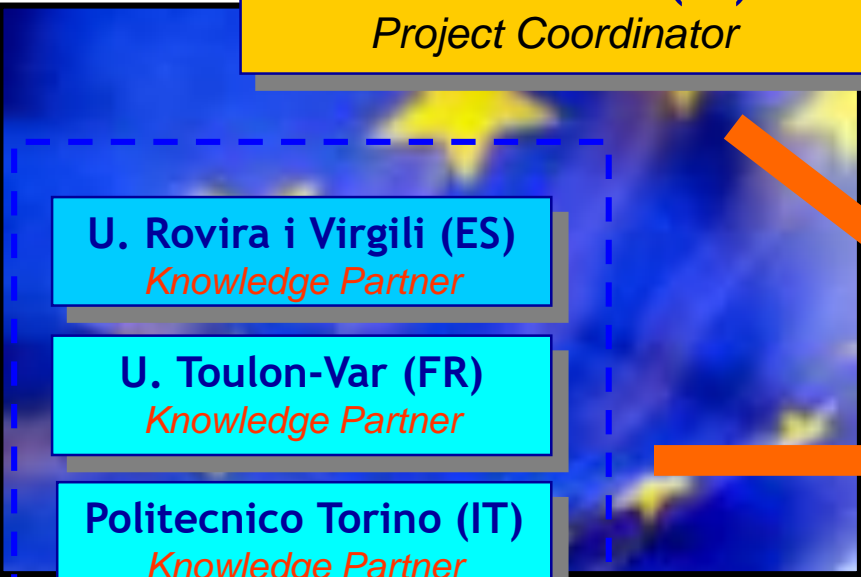 Project Coordinator
U. Rovira i Virgili (ES)
Knowledge Partner
U. Toulon-Var (FR)
Knowledge Partner
Politecnico Torino (IT)
Knowledge Partner